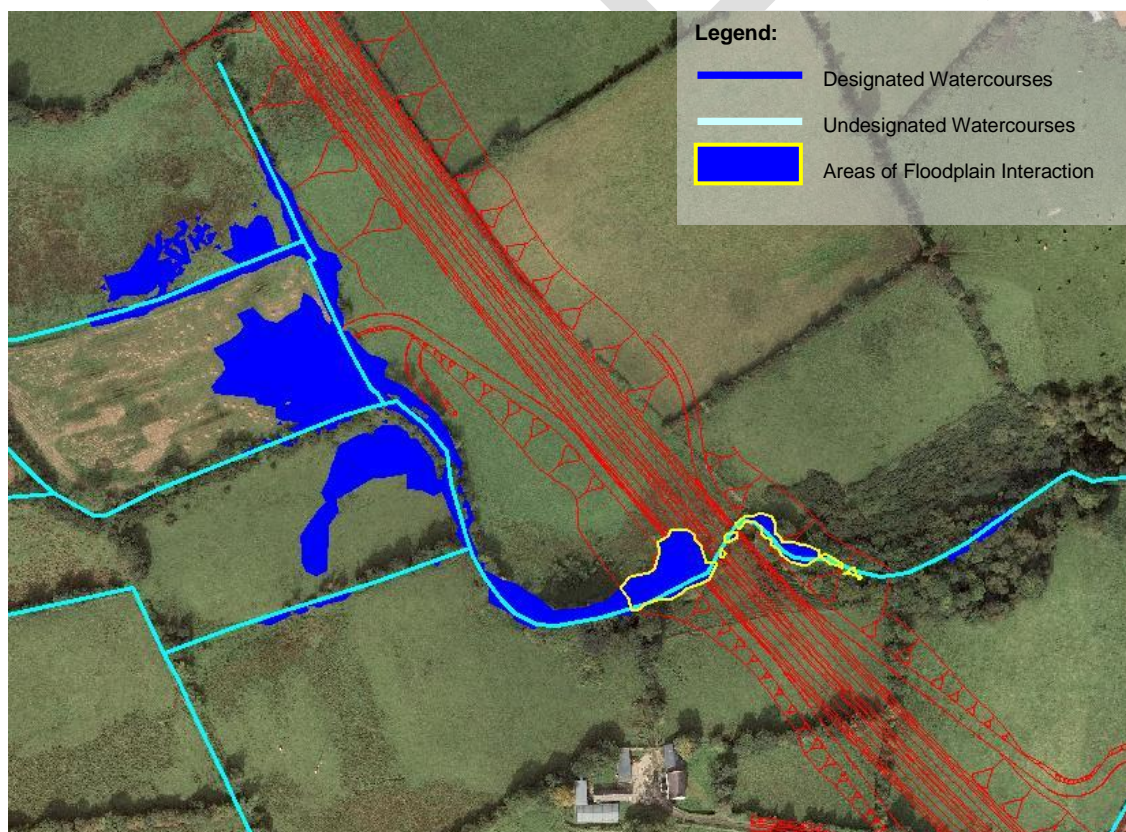 Legend:
Designated Watercourses
Undesignated Watercourses
Areas of Floodplain Interaction